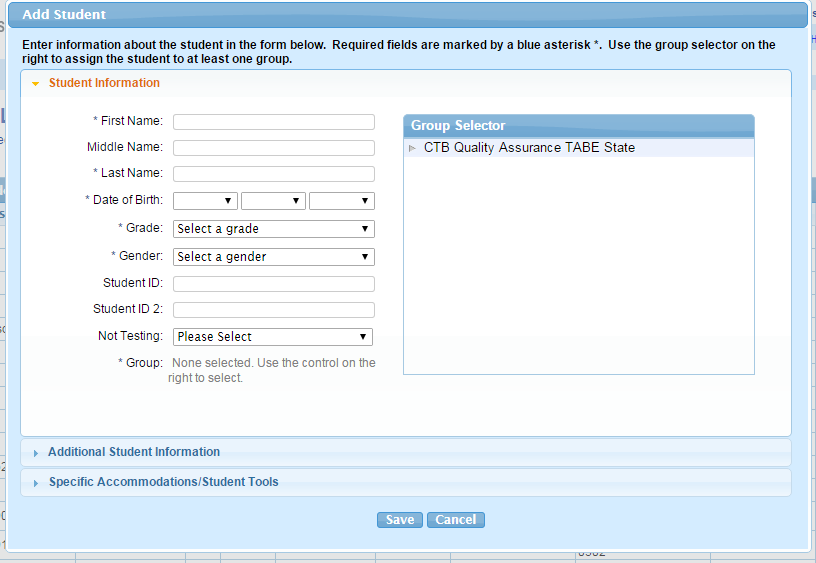 Add Student
Enter information about the student in the form below. Required fields are marked by a blue asterisk *. Use the group selector on the
right to assign the student to at least one group.
Student Information
* First Name:
Middle Name:
* Last Name:
* Date of Birth:
* Grade: Select a grade
* Gender: Select a gender
Student ID:
Student ID 2:
Not Testing: Please Select
* Group: None selected. Use the control on the
right to select.
Group Selector
CTB Quality Assurance TABE State
Additional Student Information
Specific Accommodations/Student Tools
Save Cancel